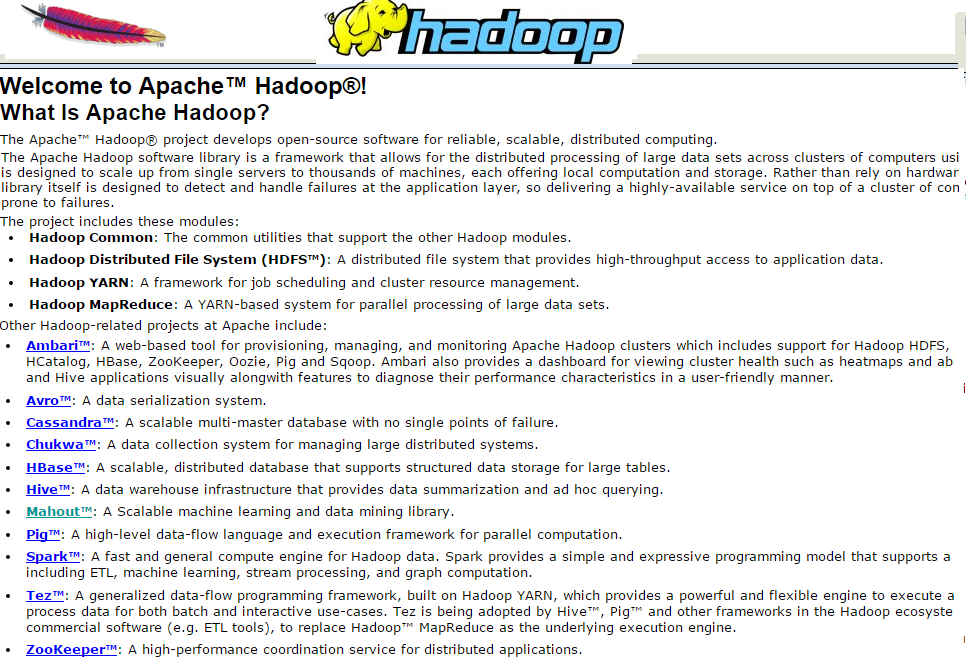 TM
hadoop
Welcome to Apache™ Hadoop®!
What Is Apache Hadoop?
The Apache™ Hadoop® project develops open-source software for reliable, scalable, distributed computing.
The Apache Hadoop software library is a framework that allows for the distributed processing of large data sets across clusters of computers usi
is designed to scale up from single servers to thousands of machines, each offering local computation and storage. Rather than rely on hardwar
library itself is designed to detect and handle failures at the application layer, so delivering a highly-available service on top of a cluster of con
prone to failures.
The project includes these modules:
• Hadoop Common: The common utilities that support the other Hadoop modules.
• Hadoop Distributed File System (HDFS™): A distributed file system that provides high-throughput access to application data.
• Hadoop YARN: A framework for job scheduling and cluster resource management.
• Hadoop MapReduce: A YARN-based system for parallel processing of large data sets.
Other Hadoop-related projects at Apache include:
• Ambari™: A web-based tool for provisioning, managing, and monitoring Apache Hadoop clusters which includes support for Hadoop HDFS,
HCatalog, HBase, ZooKeeper, Oozie, Pig and Sqoop. Ambari also provides a dashboard for viewing cluster health such as heatmaps and ab
and Hive applications visually alongwith features to diagnose their performance characteristics in a user-friendly manner.
• Avro™: A data serialization system.
• Cassandra™: A scalable multi-master database with no single points of failure.
• Chukwa™: A data collection system for managing large distributed systems.
• HBase™: A scalable, distributed database that supports structured data storage for large tables.
• Hive™: A data warehouse infrastructure that provides data summarization and ad hoc querying.
• Mahout™: A Scalable machine learning and data mining library.
• Pig™: A high-level data-flow language and execution framework for parallel computation.
• Spark™: A fast and general compute engine for Hadoop data. Spark provides a simple and expressive programming model that supports a
including ETL, machine learning, stream processing, and graph computation.
• Tez™: A generalized data-flow programming framework, built on Hadoop YARN, which provides a powerful and flexible engine to execute a
process data for both batch and interactive use-cases. Tez is being adopted by Hive™, Pig™ and other frameworks in the Hadoop ecosyste
commercial software (e.g. ETL tools), to replace Hadoop™ MapReduce as the underlying execution engine.
• ZooKeeper™: A high-performance coordination service for distributed applications.